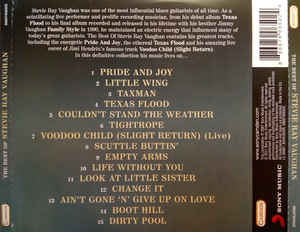 Stevie Ray Vaughan was one of the most influential blues guitarists of all time. As a
scintillating live performer and prolific recording musician, from his debut album Texas
Flood to his final album recorded and released in his lifetime with his brother Jimmy
Vaughan Family Style in 1990, he maintained an electric energy that influenced many of
today's great guitarists. The Best Of Stevie Ray Vaughan contains his greatest tracks,
including the energetic Pride And Joy, the ethereal Texas Flood and his amazing live
cover of Jimi Hendrix's famous track Voodoo Child (Slight Return) In
this definitive collection his music lives on...
1 PRIDE AND JOY
2 LITTLE WING
3 TAXMAN
4 TEXAS FLOOD
5 COULDN'T STAND THE WEATHER
6 TIGHTROPE
7 VOODOO CHILD (SLIGHT RETURN) (Live)
8 SCUTTLE BUTTIN'
9 EMPTY ARMS
10 LIFE WITHOUT YOU
11 LOOK AT LITTLE SISTER
12 CHANGE IT
13 AIN'T GONE 'N' GIVE UP ON LOVE
14 BOOT HILL
15 DIRTY POOL
THE BEST OF STEVIE RAY VAUGHAN
THE BEST OF STEVIE RAY VAUGHAN
SONY MUSIC